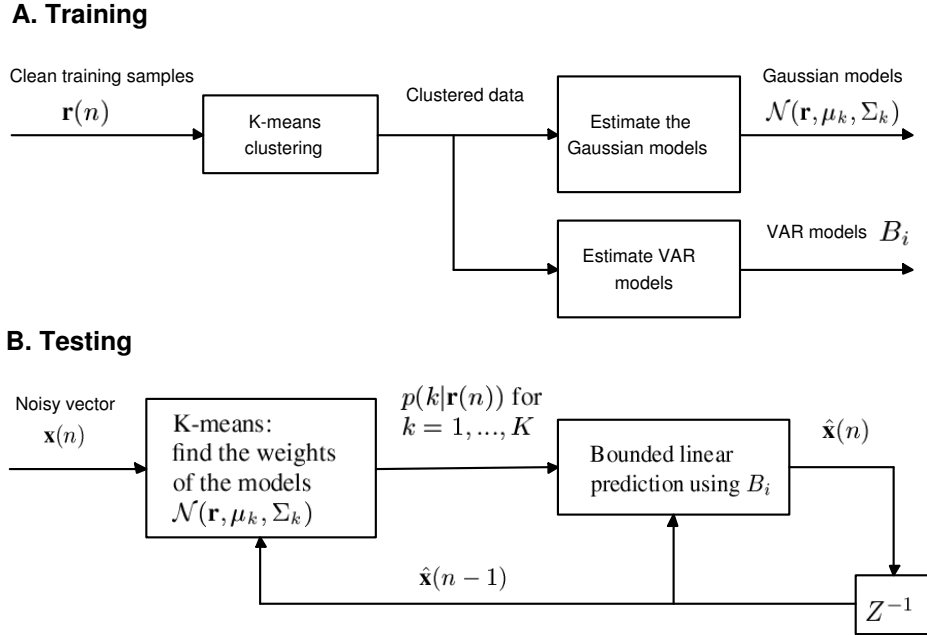 A. Training
Clean training samples
r(n)
K-means
clustering
Clustered data
Estimate the
Gaussian models
Gaussian models
𝒩(r, μ_k, Σ_k)
Estimate VAR
models
VAR models B_i
B. Testing
Noisy vector
x(n)
K-means:
find the weights
of the models
𝒩(r, μ_k, Σ_k)
p(k|r(n)) for
k = 1, ..., K
Bounded linear
prediction using B_i
x̂(n)
x̂(n − 1)
Z^{−1}